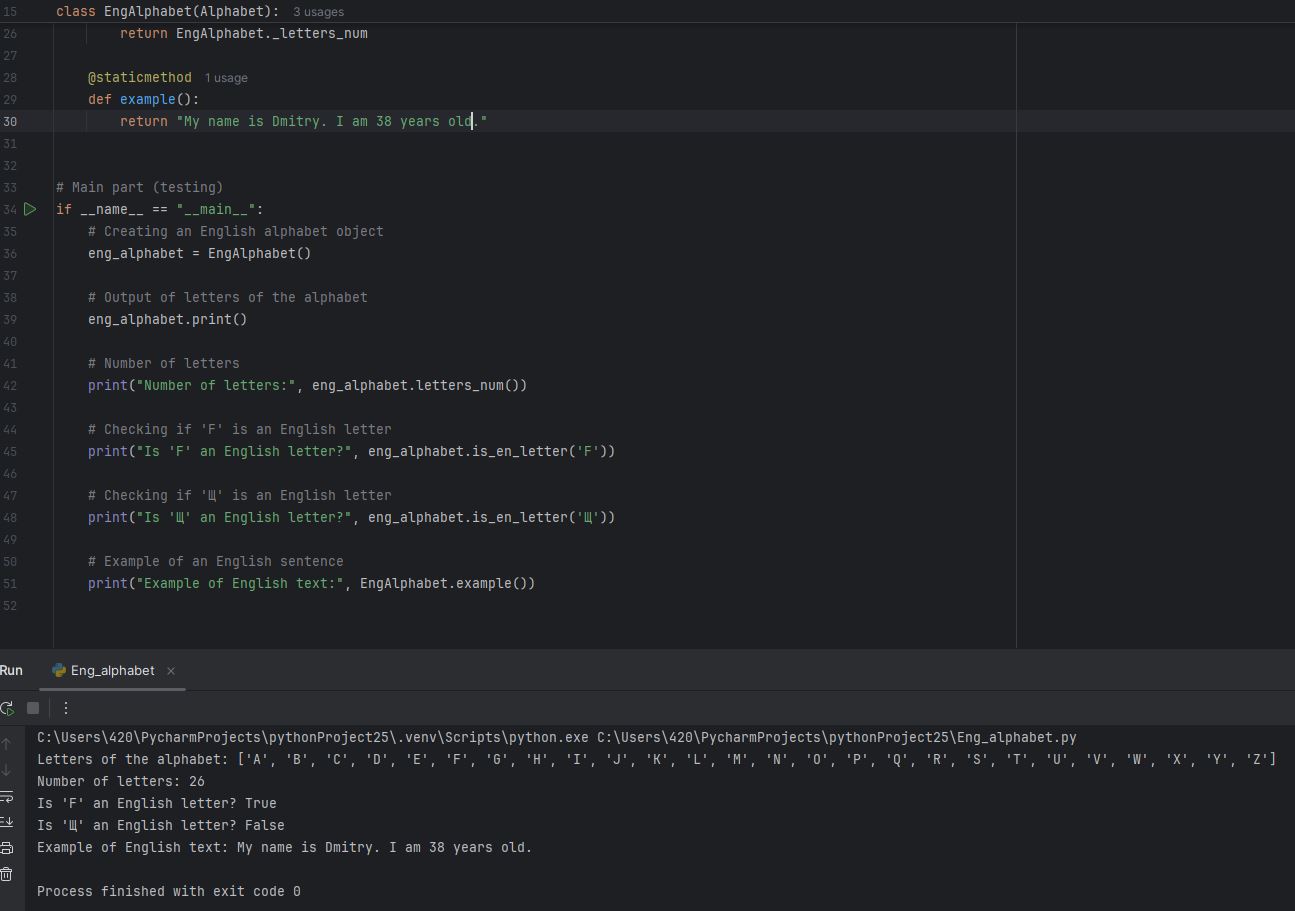 15 class EngAlphabet(Alphabet): 3 usages
26 return EngAlphabet._letters_num
27
28 @staticmethod 1 usage
29 def example():
30 return "My name is Dmitry. I am 38 years old."
31
32
33 # Main part (testing)
34 if __name__ == "__main__":
35 # Creating an English alphabet object
36 eng_alphabet = EngAlphabet()
37
38 # Output of letters of the alphabet
39 eng_alphabet.print()
40
41 # Number of letters
42 print("Number of letters:", eng_alphabet.letters_num())
43
44 # Checking if 'F' is an English letter
45 print("Is 'F' an English letter?", eng_alphabet.is_en_letter('F'))
46
47 # Checking if 'Щ' is an English letter
48 print("Is 'Щ' an English letter?", eng_alphabet.is_en_letter('Щ'))
49
50 # Example of an English sentence
51 print("Example of English text:", EngAlphabet.example())
52
Run Eng_alphabet
C:\Users\420\PycharmProjects\pythonProject25\.venv\Scripts\python.exe C:\Users\420\PycharmProjects\pythonProject25\Eng_alphabet.py
Letters of the alphabet: ['A', 'B', 'C', 'D', 'E', 'F', 'G', 'H', 'I', 'J', 'K', 'L', 'M', 'N', 'O', 'P', 'Q', 'R', 'S', 'T', 'U', 'V', 'W', 'X', 'Y', 'Z']
Number of letters: 26
Is 'F' an English letter? True
Is 'Щ' an English letter? False
Example of English text: My name is Dmitry. I am 38 years old.
Process finished with exit code 0